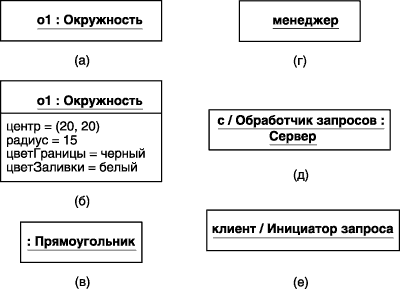 о1 : Окружность
(а)
о1 : Окружность
центр = (20, 20)
радиус = 15
цветГраницы = черный
цветЗаливки = белый
(б)
: Прямоугольник
(в)
менеджер
(г)
с / Обработчик запросов :
Сервер
(д)
клиент / Инициатор запроса
(е)